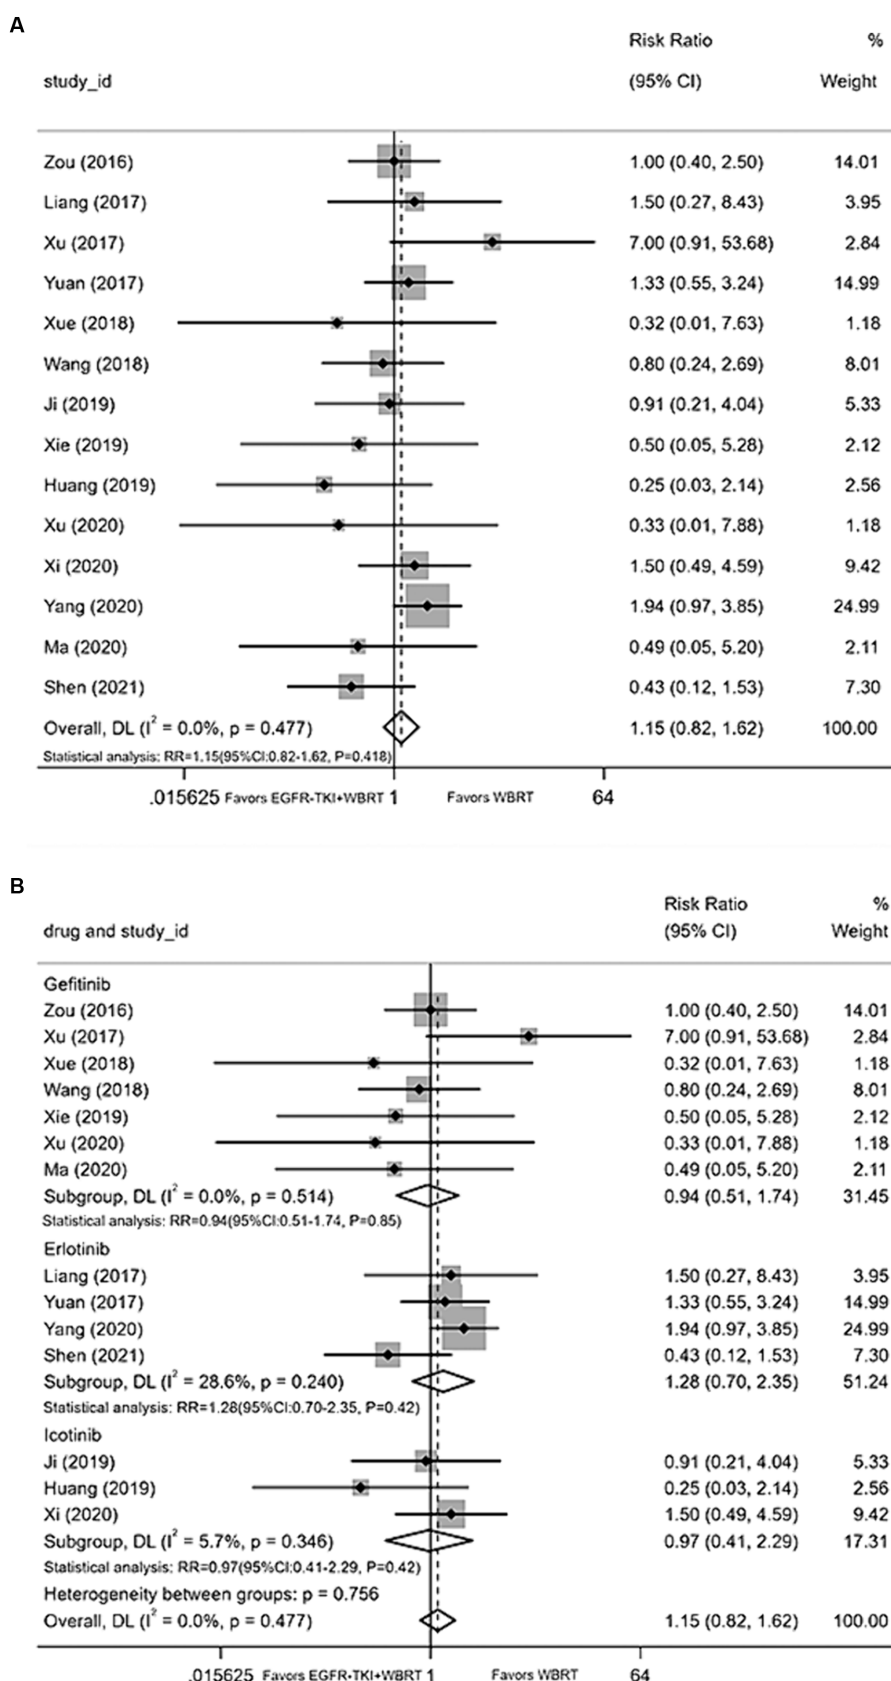 A
Risk Ratio %
study_id (95% CI) Weight
Zou (2016) 1.00 (0.40, 2.50) 14.01
Liang (2017) 1.50 (0.27, 8.43) 3.95
Xu (2017) 7.00 (0.91, 53.68) 2.84
Yuan (2017) 1.33 (0.55, 3.24) 14.99
Xue (2018) 0.32 (0.01, 7.63) 1.18
Wang (2018) 0.80 (0.24, 2.69) 8.01
Ji (2019) 0.91 (0.21, 4.04) 5.33
Xie (2019) 0.50 (0.05, 5.28) 2.12
Huang (2019) 0.25 (0.03, 2.14) 2.56
Xu (2020) 0.33 (0.01, 7.88) 1.18
Xi (2020) 1.50 (0.49, 4.59) 9.42
Yang (2020) 1.94 (0.97, 3.85) 24.99
Ma (2020) 0.49 (0.05, 5.20) 2.11
Shen (2021) 0.43 (0.12, 1.53) 7.30
Overall, DL (I² = 0.0%, p = 0.477) 1.15 (0.82, 1.62) 100.00
Statistical analysis: RR=1.15(95%CI:0.82-1.62, P=0.418)
.015625 Favors EGFR-TKI+WBRT 1 Favors WBRT 64
B
Risk Ratio %
drug and study_id (95% CI) Weight
Gefitinib
Zou (2016) 1.00 (0.40, 2.50) 14.01
Xu (2017) 7.00 (0.91, 53.68) 2.84
Xue (2018) 0.32 (0.01, 7.63) 1.18
Wang (2018) 0.80 (0.24, 2.69) 8.01
Xie (2019) 0.50 (0.05, 5.28) 2.12
Xu (2020) 0.33 (0.01, 7.88) 1.18
Ma (2020) 0.49 (0.05, 5.20) 2.11
Subgroup, DL (I² = 0.0%, p = 0.514) 0.94 (0.51, 1.74) 31.45
Statistical analysis: RR=0.94(95%CI:0.51-1.74, P=0.85)
Erlotinib
Liang (2017) 1.50 (0.27, 8.43) 3.95
Yuan (2017) 1.33 (0.55, 3.24) 14.99
Yang (2020) 1.94 (0.97, 3.85) 24.99
Shen (2021) 0.43 (0.12, 1.53) 7.30
Subgroup, DL (I² = 28.6%, p = 0.240) 1.28 (0.70, 2.35) 51.24
Statistical analysis: RR=1.28(95%CI:0.70-2.35, P=0.42)
Icotinib
Ji (2019) 0.91 (0.21, 4.04) 5.33
Huang (2019) 0.25 (0.03, 2.14) 2.56
Xi (2020) 1.50 (0.49, 4.59) 9.42
Subgroup, DL (I² = 5.7%, p = 0.346) 0.97 (0.41, 2.29) 17.31
Statistical analysis: RR=0.97(95%CI:0.41-2.29, P=0.42)
Heterogeneity between groups: p = 0.756
Overall, DL (I² = 0.0%, p = 0.477) 1.15 (0.82, 1.62) 100.00
.015625 Favors EGFR-TKI+WBRT 1 Favors WBRT 64